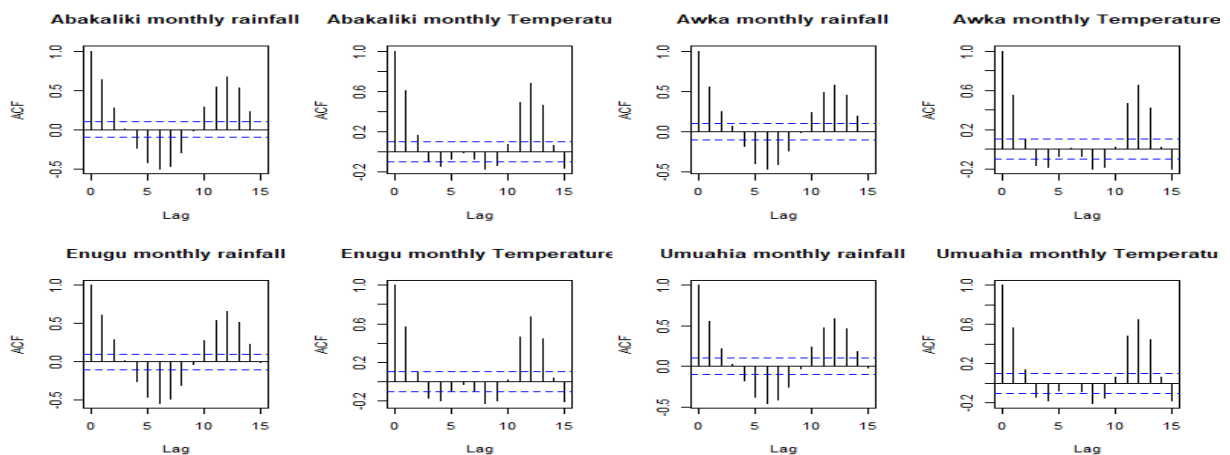 Abakaliki monthly rainfall
Abakaliki monthly Temperatu
Awka monthly rainfall
Awka monthly Temperature
ACF
1.0
0.5
0.0
-0.5
0
5
10
15
Lag
ACF
1.0
0.6
0.2
-0.2
0
5
10
15
Lag
ACF
1.0
0.5
0.0
-0.5
0
5
10
15
Lag
ACF
1.0
0.6
0.2
-0.2
0
5
10
15
Lag
Enugu monthly rainfall
Enugu monthly Temperature
Umuahia monthly rainfall
Umuahia monthly Temperatu
ACF
1.0
0.5
0.0
-0.5
0
5
10
15
Lag
ACF
1.0
0.6
0.2
-0.2
0
5
10
15
Lag
ACF
1.0
0.5
0.0
-0.5
0
5
10
15
Lag
ACF
1.0
0.6
0.2
-0.2
0
5
10
15
Lag